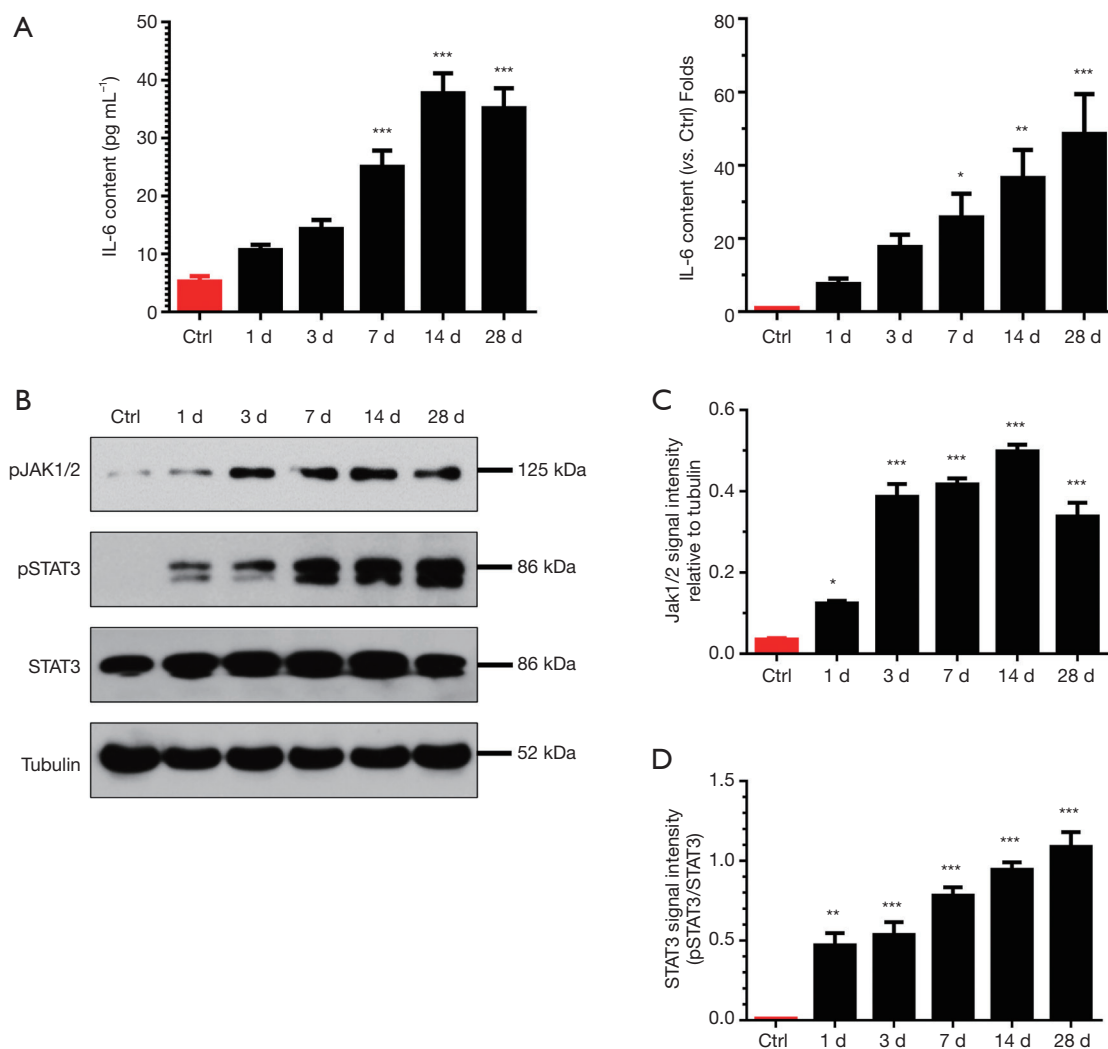 A
IL-6 content (pg mL⁻¹)
50
40
30
20
10
0
***
***
***
Ctrl 1 d 3 d 7 d 14 d 28 d
IL-6 content (vs. Ctrl) Folds
80
60
40
20
0
*
**
***
Ctrl 1 d 3 d 7 d 14 d 28 d
B
Ctrl 1 d 3 d 7 d 14 d 28 d
pJAK1/2 125 kDa
pSTAT3 86 kDa
STAT3 86 kDa
Tubulin 52 kDa
C
Jak1/2 signal intensity
relative to tubulin
0.6
0.4
0.2
0.0
*
***
***
***
***
Ctrl 1 d 3 d 7 d 14 d 28 d
D
STAT3 signal intensity
(pSTAT3/STAT3)
1.5
1.0
0.5
0.0
**
***
***
***
***
Ctrl 1 d 3 d 7 d 14 d 28 d